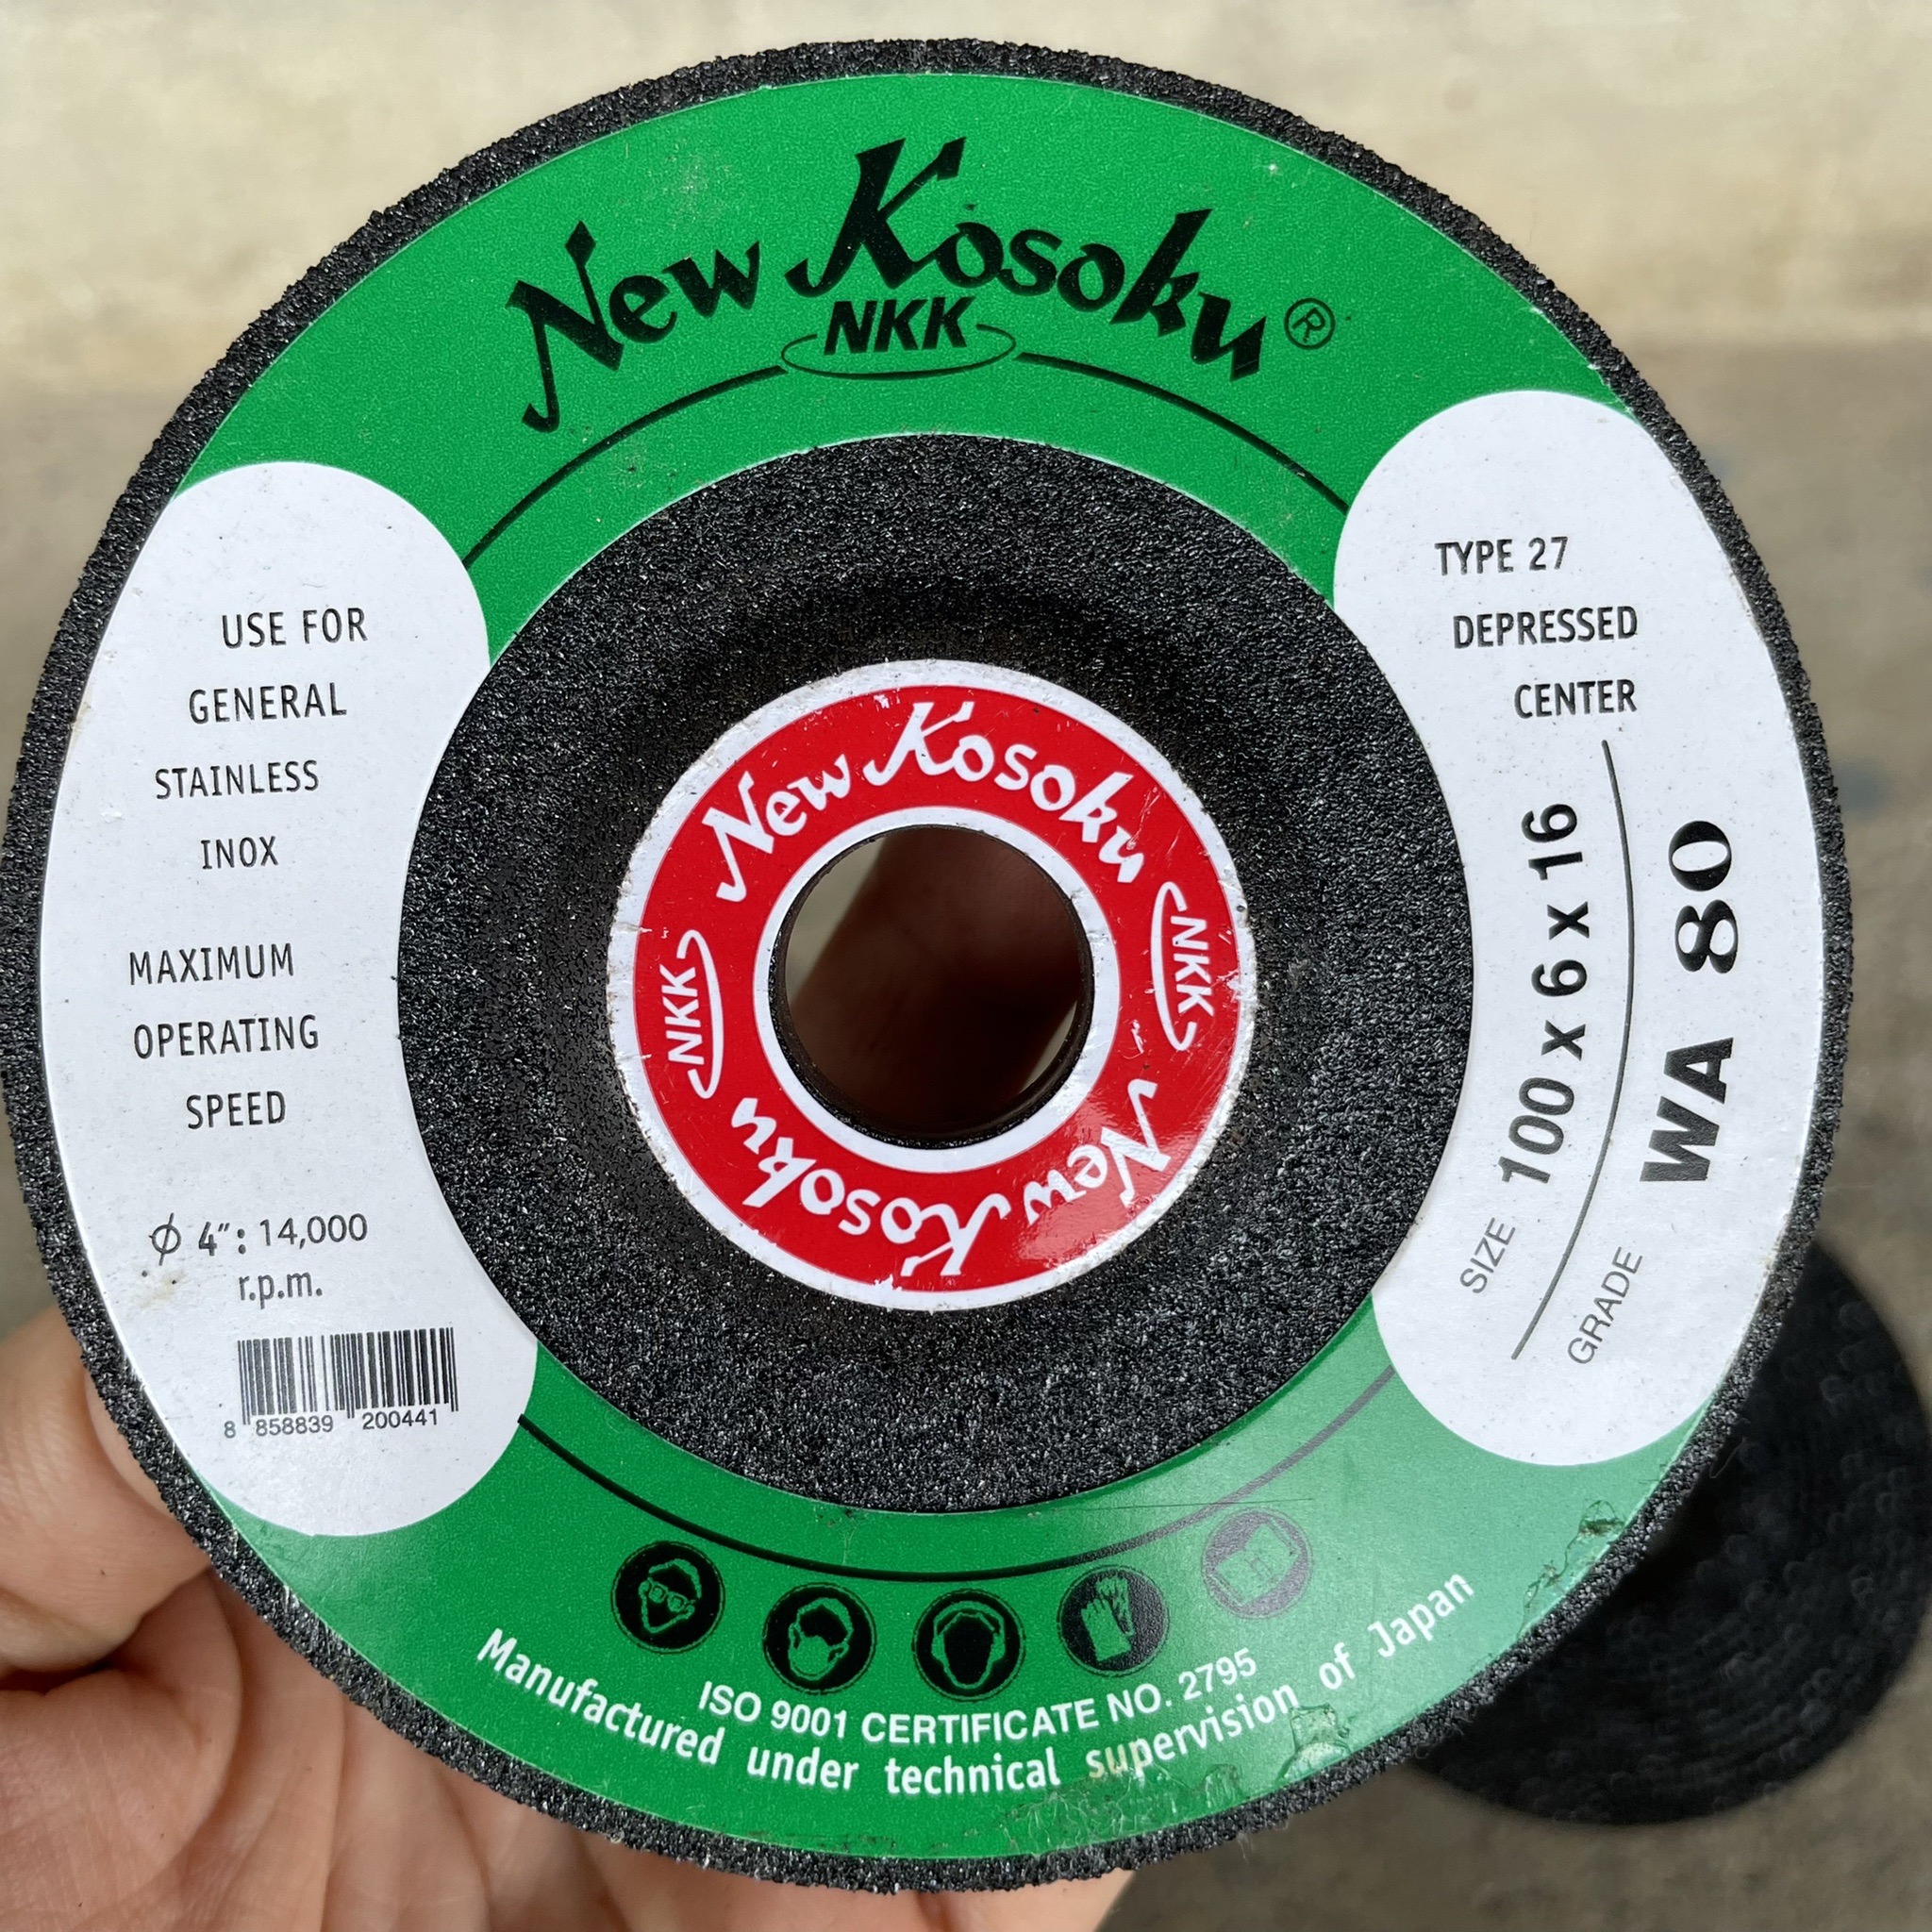 New Kosoku®
NKK
USE FOR
GENERAL
STAINLESS
INOX
MAXIMUM
OPERATING
SPEED
Ø 4": 14,000
r.p.m.
8 858839 200441
TYPE 27
DEPRESSED
CENTER
SIZE 100 x 6 x 16
GRADE WA 80
New Kosoku
NKK
New Kosoku
NKK
ISO 9001 CERTIFICATE NO. 2795
Manufactured under technical supervision of Japan